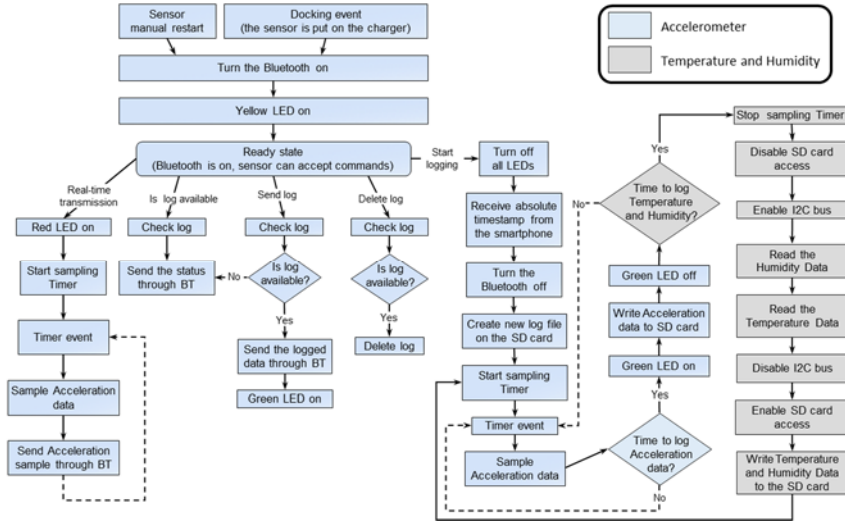 Sensor
manual restart
Docking event
(the sensor is put on the charger)
Accelerometer
Temperature and Humidity
Turn the Bluetooth on
Yellow LED on
Ready state
(Bluetooth is on, sensor can accept commands)
Start
logging
Real-time
transmission
Is log available
Send log
Delete log
Red LED on
Check log
Check log
Check log
Start sampling
Timer
Send the status
through BT
No
Is log
available?
Is log
available?
Timer event
Yes
Yes
Send the logged
data through BT
Delete log
Sample Acceleration
data
Green LED on
Send Acceleration
sample through BT
Turn off
all LEDs
Receive absolute
timestamp from
the smartphone
Turn the
Bluetooth off
Create new log file
on the SD card
Start sampling
Timer
Timer event
Sample
Acceleration data
Time to log
Acceleration
data?
No
Yes
Green LED on
Write Acceleration
data to SD card
Green LED off
Time to log
Temperature
and Humidity?
No
Yes
Stop sampling Timer
Disable SD card
access
Enable I2C bus
Read the
Humidity Data
Read the
Temperature Data
Disable I2C bus
Enable SD card
access
Write Temperature
and Humidity Data
to the SD card